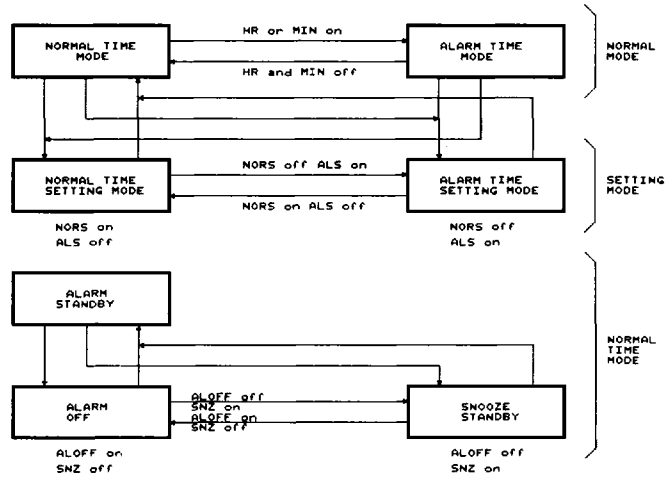 HR or MIN on
NORMAL TIME
MODE
ALARM TIME
MODE
NORMAL
MODE
HR and MIN off
NORMAL TIME
SETTING MODE
NORS off ALS on
ALARM TIME
SETTING MODE
SETTING
MODE
NORS on ALS off
NORS on
ALS off
NORS off
ALS on
ALARM
STANDBY
NORMAL
TIME
MODE
ALARM
OFF
ALOFF off
SNZ on
ALOFF on
SNZ off
SNOOZE
STANDBY
ALOFF on
SNZ off
ALOFF off
SNZ on